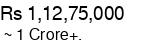 Rs 1,12,75,000
~ 1 Crore+.